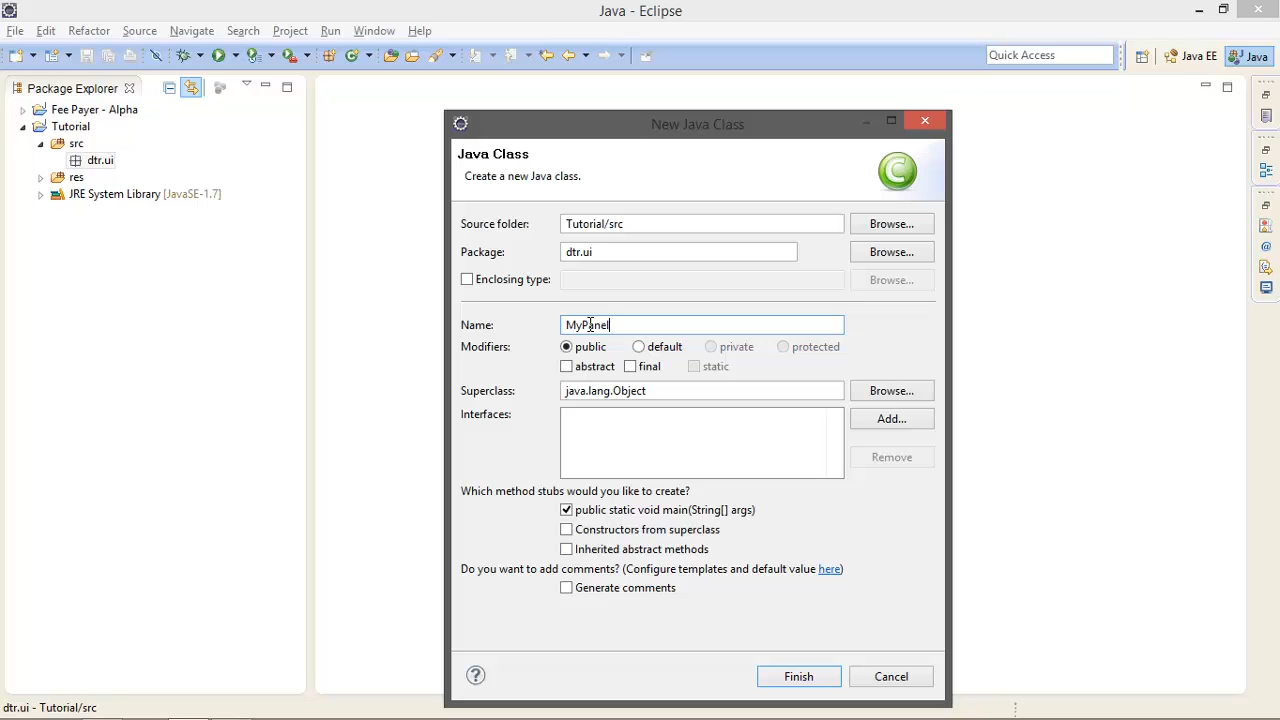 Java - Eclipse
File Edit Refactor Source Navigate Search Project Run Window Help
Quick Access
Java EE
Java
Package Explorer
Fee Payer - Alpha
Tutorial
src
dtr.ui
res
JRE System Library [JavaSE-1.7]
New Java Class
Java Class
Create a new Java class.
C
Source folder: Tutorial/src Browse...
Package: dtr.ui Browse...
Enclosing type: Browse...
Name: MyPanel
Modifiers: public default private protected
abstract final static
Superclass: java.lang.Object Browse...
Interfaces: Add...
Remove
Which method stubs would you like to create?
public static void main(String[] args)
Constructors from superclass
Inherited abstract methods
Do you want to add comments? (Configure templates and default value here)
Generate comments
? Finish Cancel
dtr.ui - Tutorial/src